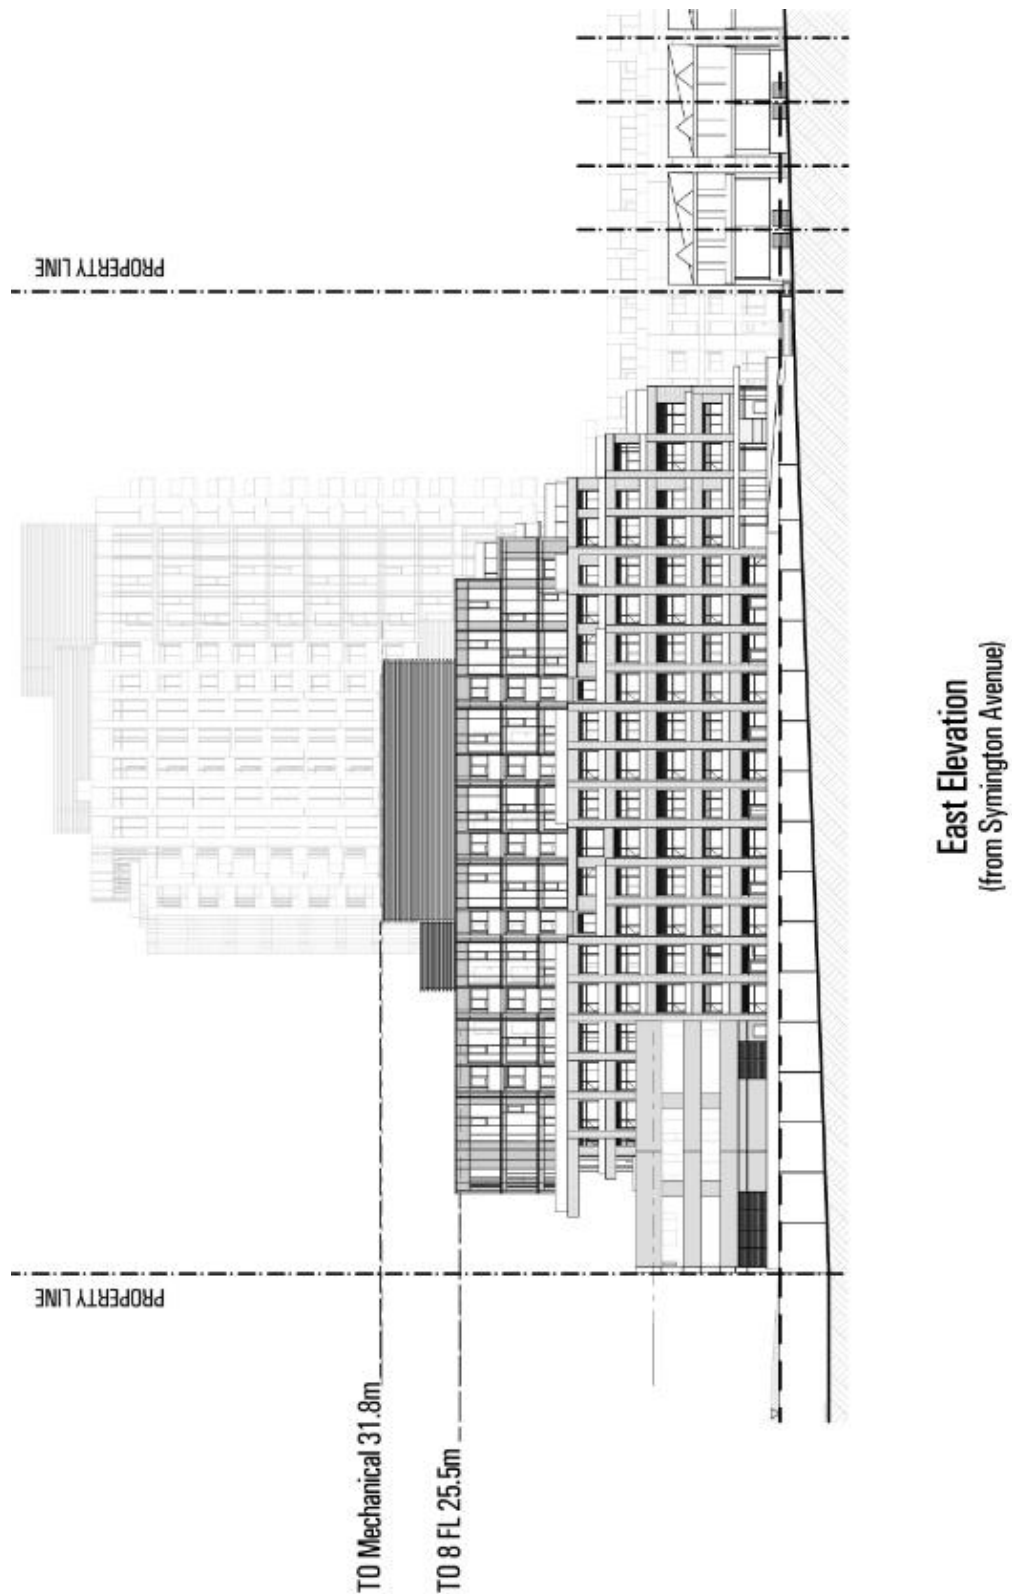 PROPERTY LINE
PROPERTY LINE
TO Mechanical 31.8m
TO 8 FL 25.5m
East Elevation
(from Symington Avenue)